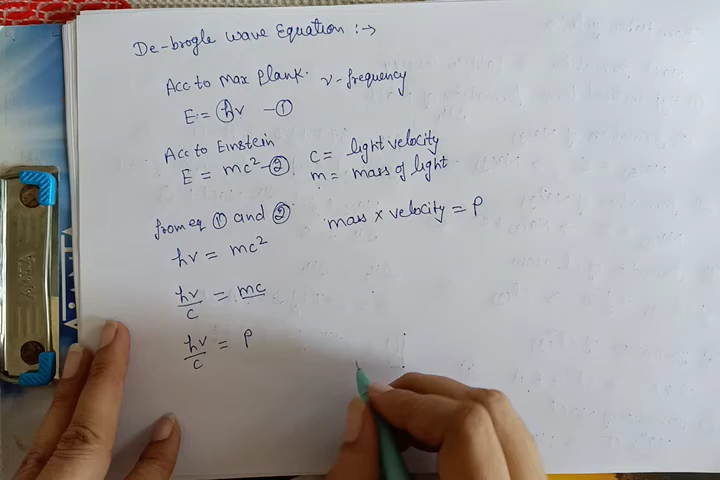 De-brogle wave Equation :→
Acc to Max Plank. ν - frequency
E = hν — ①
Acc to Einstein
E = mc² - ② c = light velocity
m = mass of light
from eq ① and ② mass × velocity = P
hν = mc²
hν/c = mc
hν/c = P